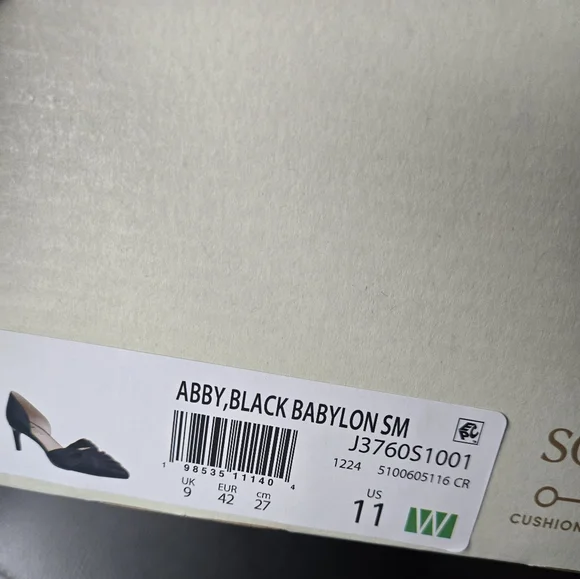 ABBY,BLACK BABYLON SM
J3760S1001
1224 5100605116 CR
1 98535 11140 4
UK EUR cm US
9 42 27 11 W
CUSHION